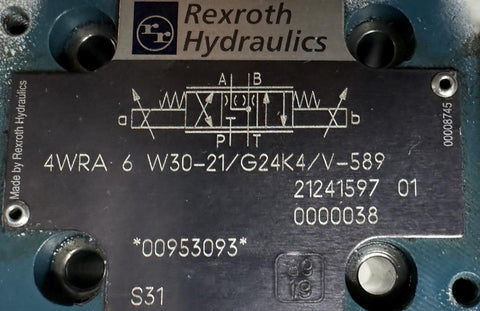 Rexroth
Hydraulics
Made by Rexroth Hydraulics
00008745
A B
a b
P T
4WRA 6 W30-21/G24K4/V-589
21241597 01
0000038
*00953093*
S31